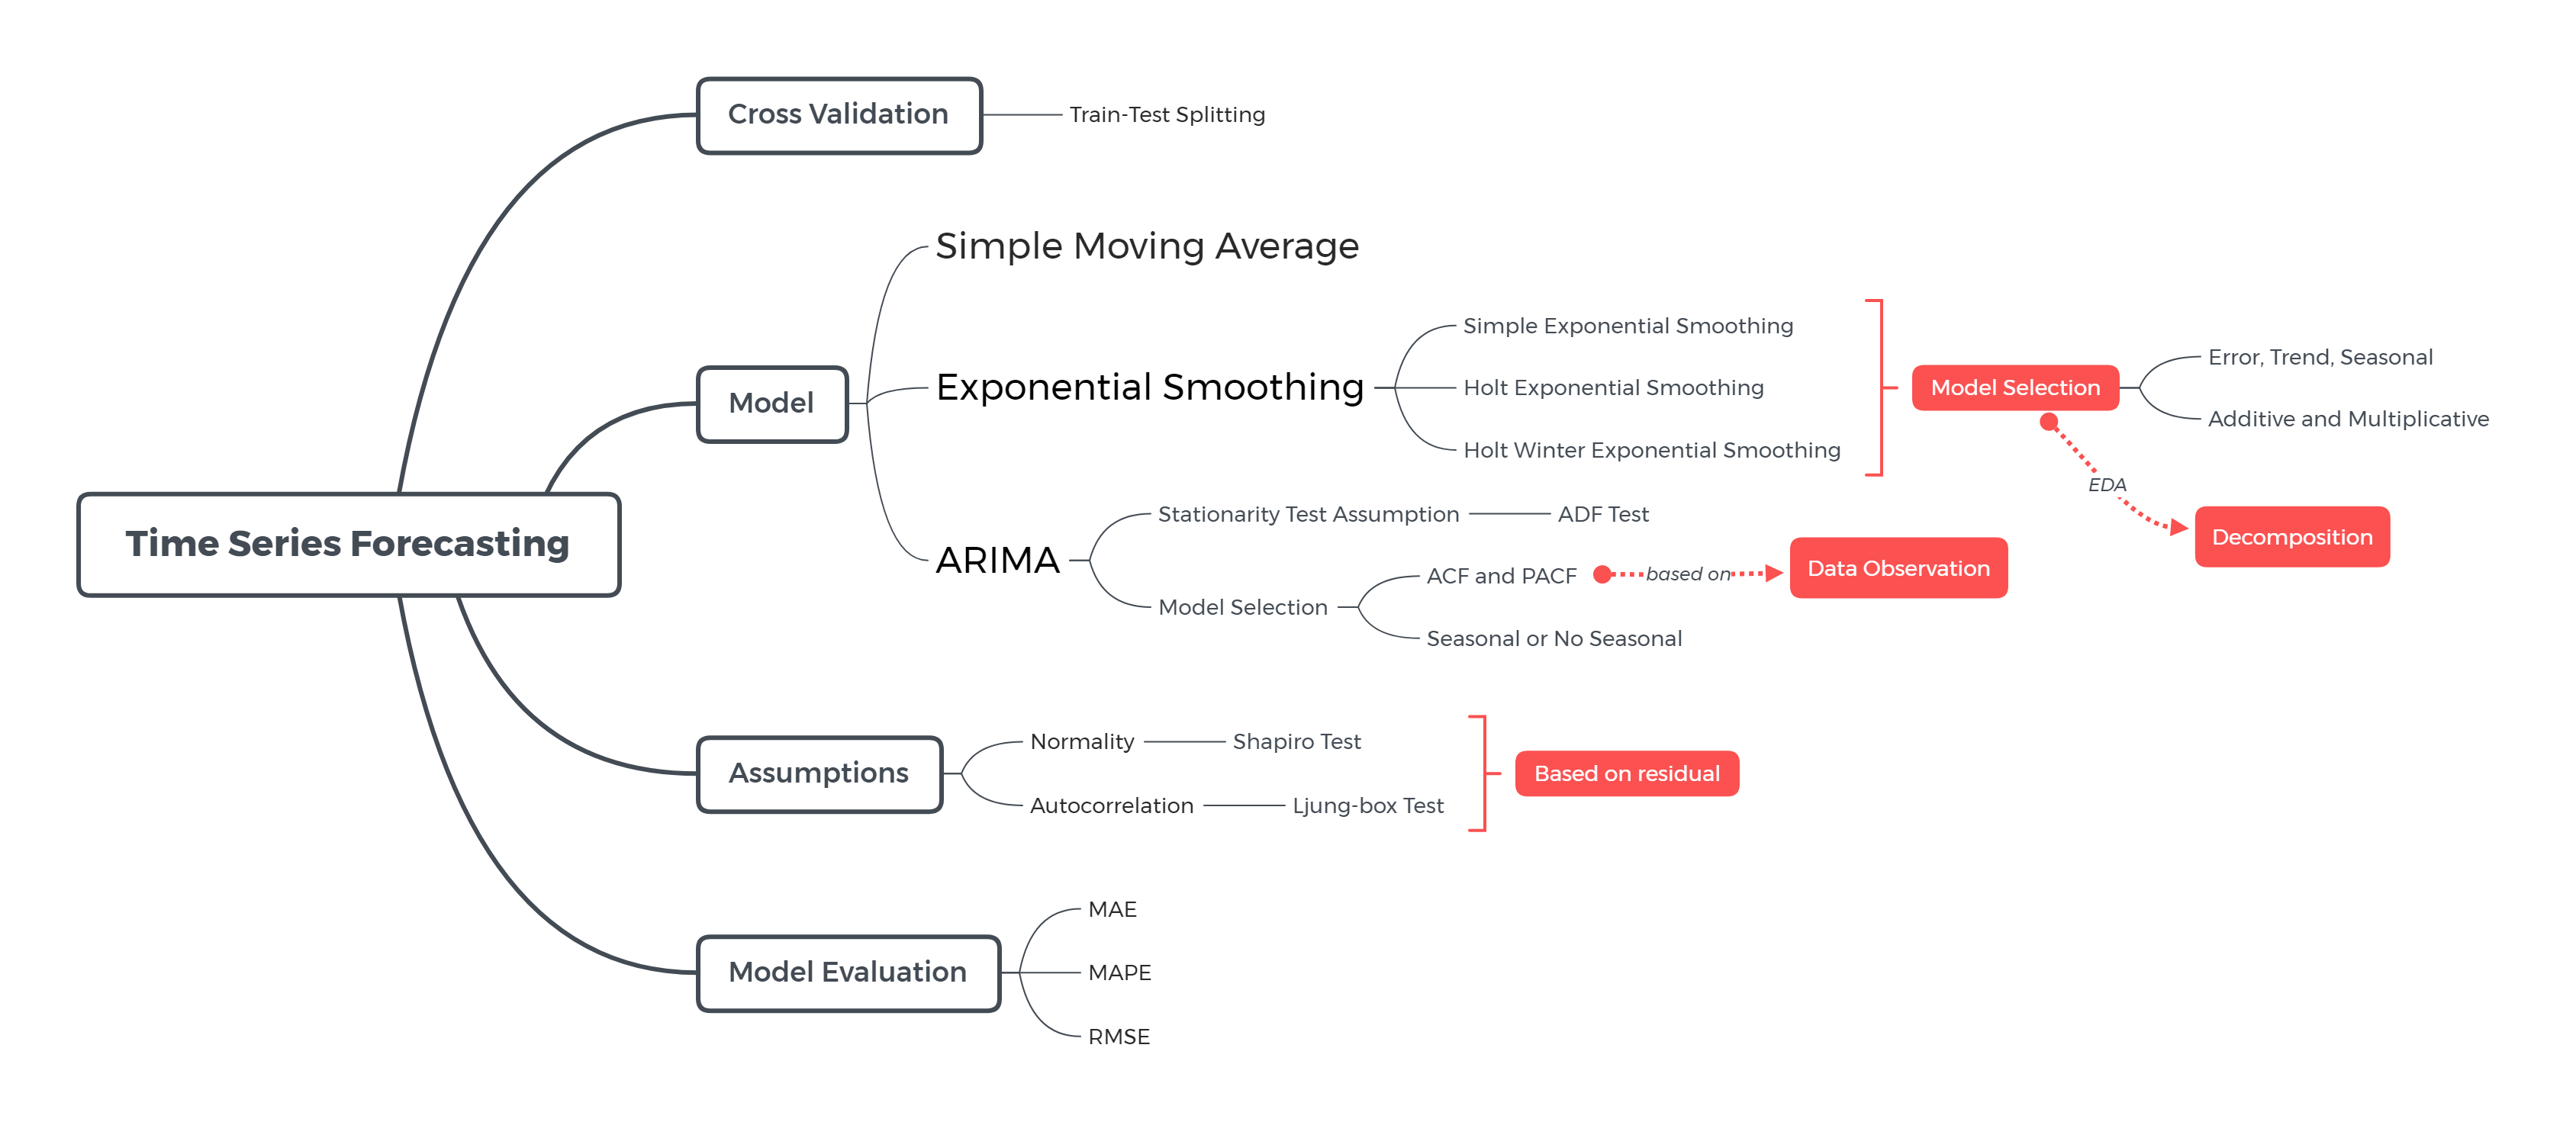 Time Series Forecasting
Cross Validation
Train-Test Splitting
Model
Simple Moving Average
Exponential Smoothing
Simple Exponential Smoothing
Holt Exponential Smoothing
Holt Winter Exponential Smoothing
Model Selection
Error, Trend, Seasonal
Additive and Multiplicative
EDA
Decomposition
ARIMA
Stationarity Test Assumption
ADF Test
Model Selection
ACF and PACF
based on
Data Observation
Seasonal or No Seasonal
Assumptions
Normality
Shapiro Test
Autocorrelation
Ljung-box Test
Based on residual
Model Evaluation
MAE
MAPE
RMSE